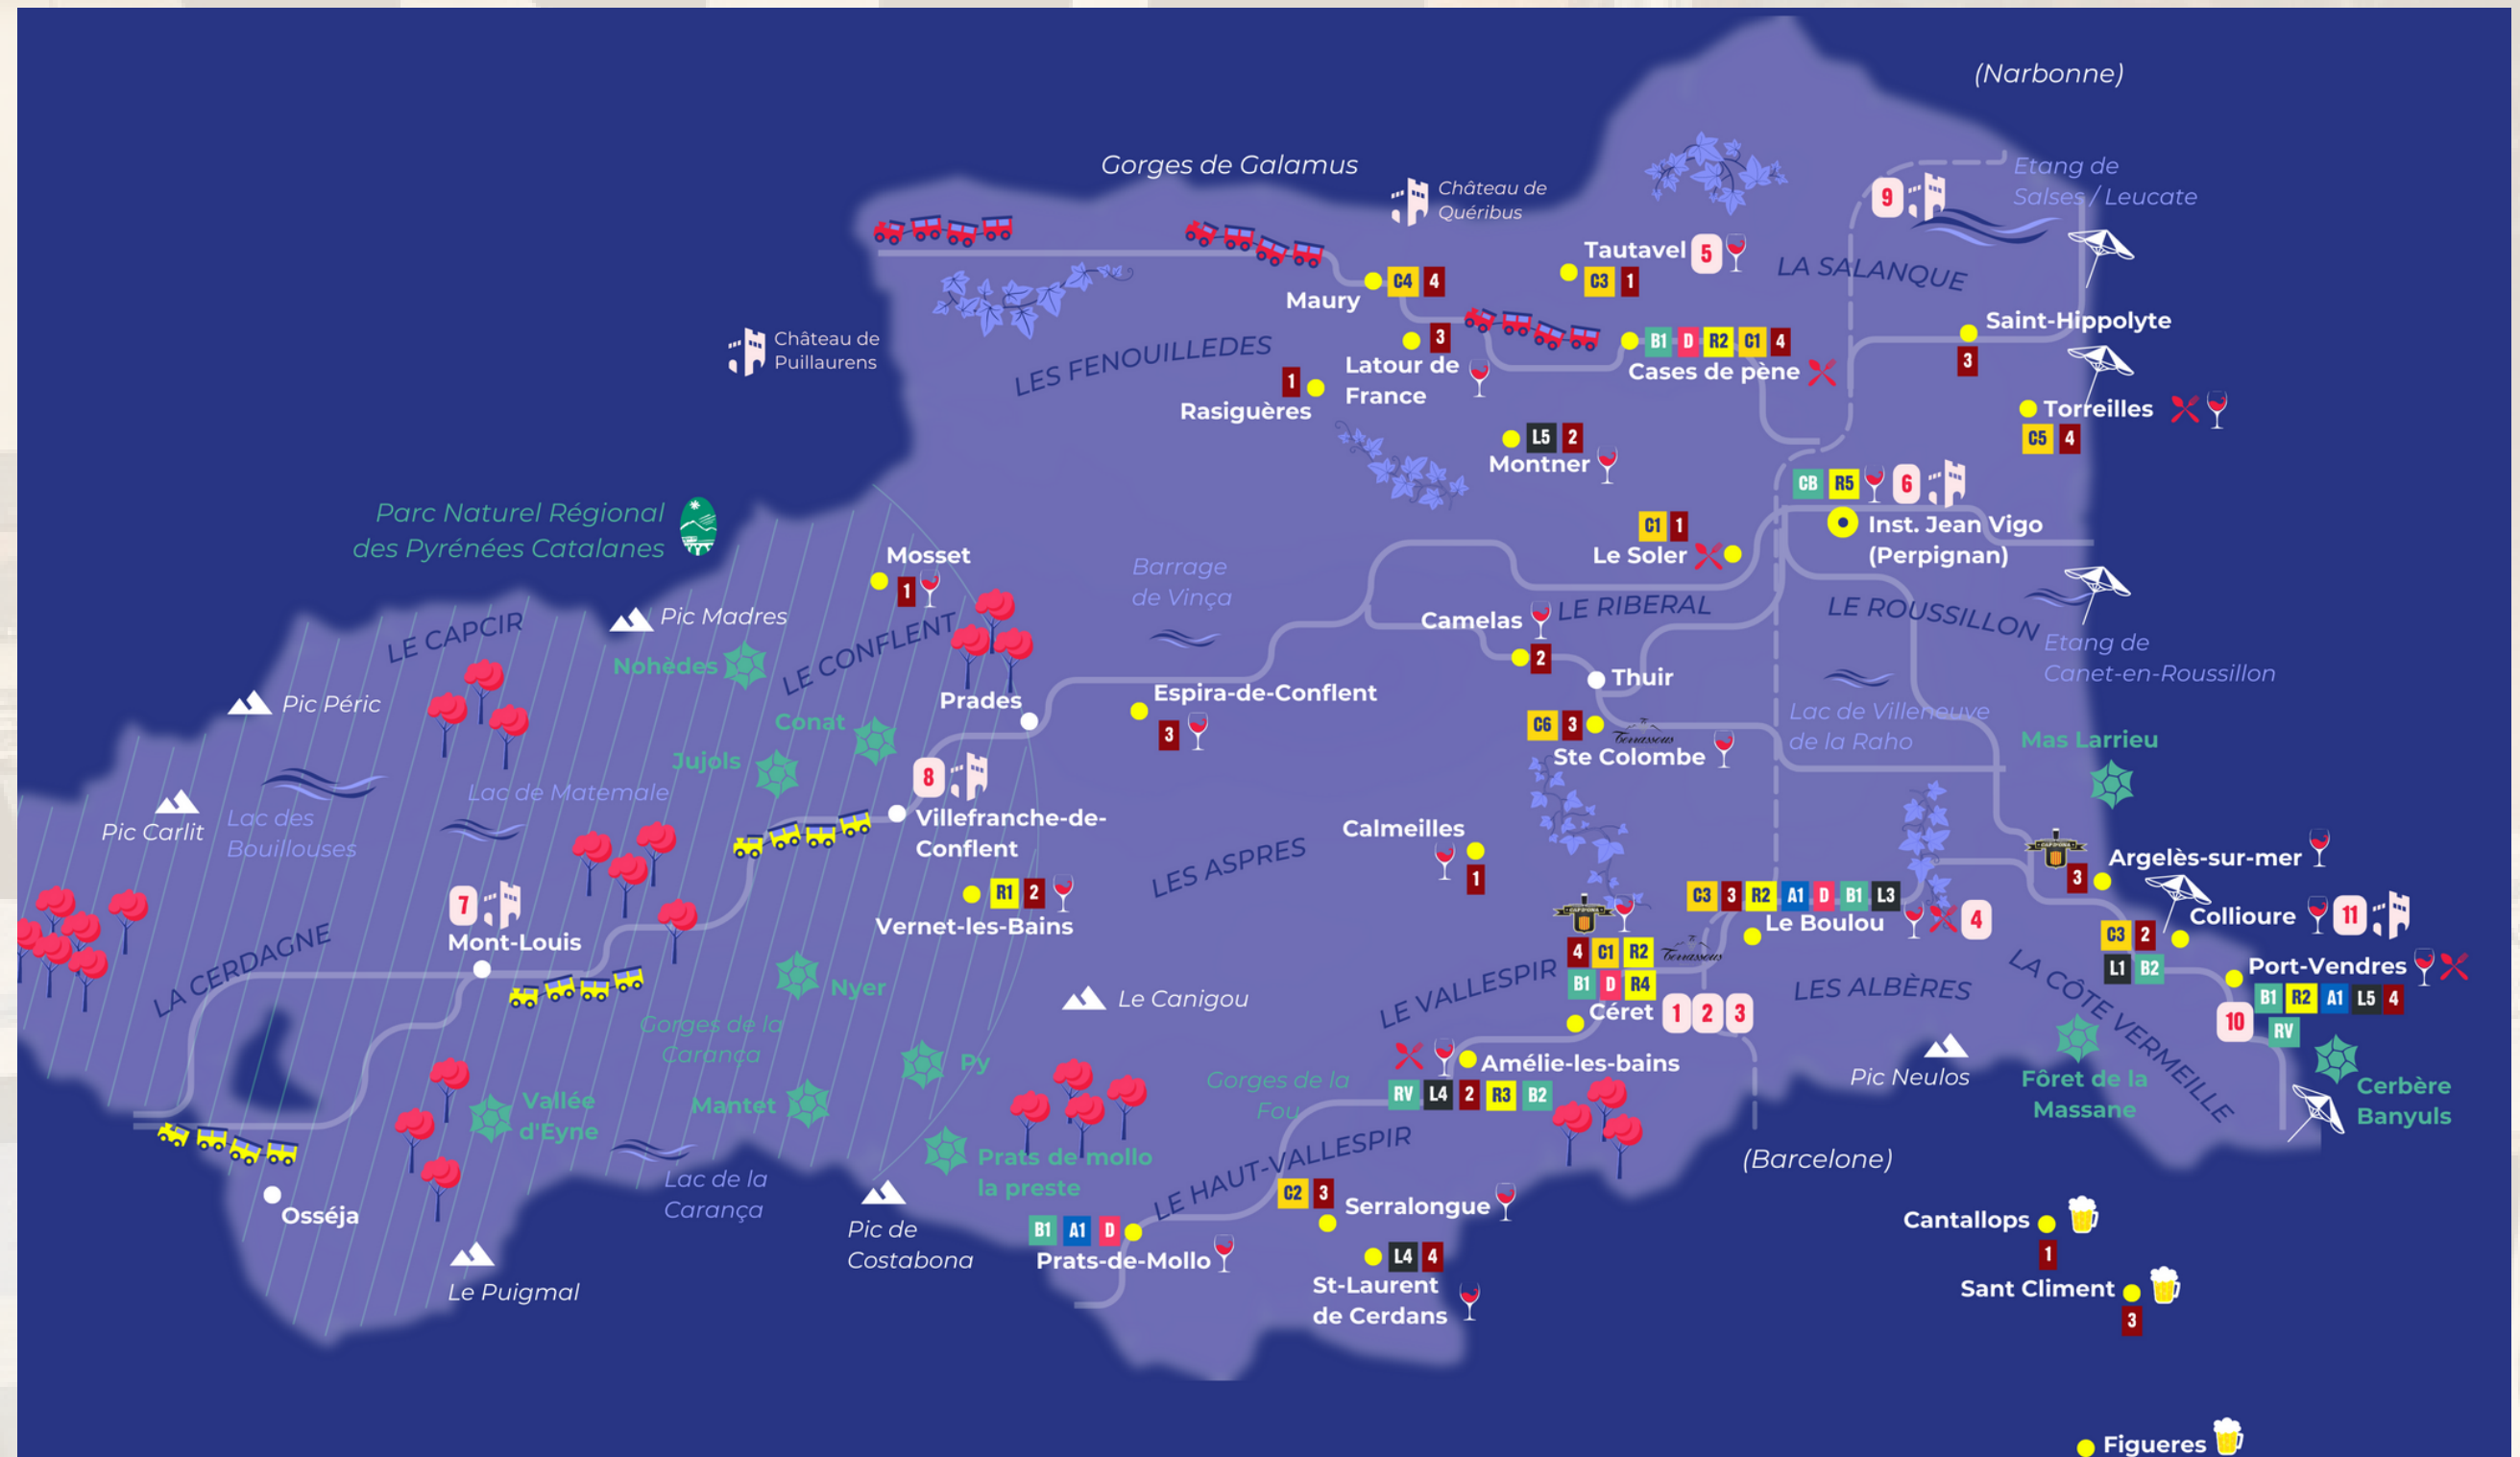 (Narbonne)
Gorges de Galamus
Château de
Quéribus
Etang de
Salses / Leucate
9
Tautavel 5
C3 1
LA SALANQUE
Maury
C4 4
Château de
Puillaurens
LES FENOUILLEDES
3
Latour de
France
1
Rasiguères
B1 D R2 C1 4
Cases de pène
Saint-Hippolyte
3
Torreilles
C5 4
L5 2
Montner
CB R5 6
Inst. Jean Vigo
(Perpignan)
C1 1
Le Soler
Parc Naturel Régional
des Pyrénées Catalanes
Mosset
1
Barrage
de Vinça
Pic Madres
LE CAPCIR
Nohèdes
LE CONFLENT
Camelas
2
LE RIBERAL
LE ROUSSILLON
Etang de
Canet-en-Roussillon
Thuir
Pic Péric
Prades
Espira-de-Conflent
3
Conat
Jujols
C6 3
Terrassous
Ste Colombe
Lac de Villeneuve
de la Raho
Mas Larrieu
8
Villefranche-de-
Conflent
Lac de Matemale
Pic Carlit
Lac des
Bouillouses
Calmeilles
1
LES ASPRES
CAP D'ONA
3
Argelès-sur-mer
R1 2
Vernet-les-Bains
7
Mont-Louis
LA CERDAGNE
C3 3 R2 A1 D B1 L3
Le Boulou
4
CAP D'ONA
4 C1 R2
Terrassous
B1 D R4
Céret 1 2 3
Collioure 11
C3 2
L1 B2
Port-Vendres
B1 R2 A1 L5 4
RV
10
LE VALLESPIR
LES ALBÈRES
LA CÔTE VERMEILLE
Nyer
Le Canigou
Gorges de la
Carança
Py
Mantet
Vallée
d'Eyne
Gorges de la
Fou
Amélie-les-bains
RV L4 2 R3 B2
Pic Neulos
Fôret de la
Massane
Cerbère
Banyuls
Prats de mollo
la preste
LE HAUT-VALLESPIR
(Barcelone)
Lac de la
Carança
Osséja
Pic de
Costabona
B1 A1 D
Prats-de-Mollo
C2 3
Serralongue
L4 4
St-Laurent
de Cerdans
Le Puigmal
Cantallops
1
Sant Climent
3
Figueres